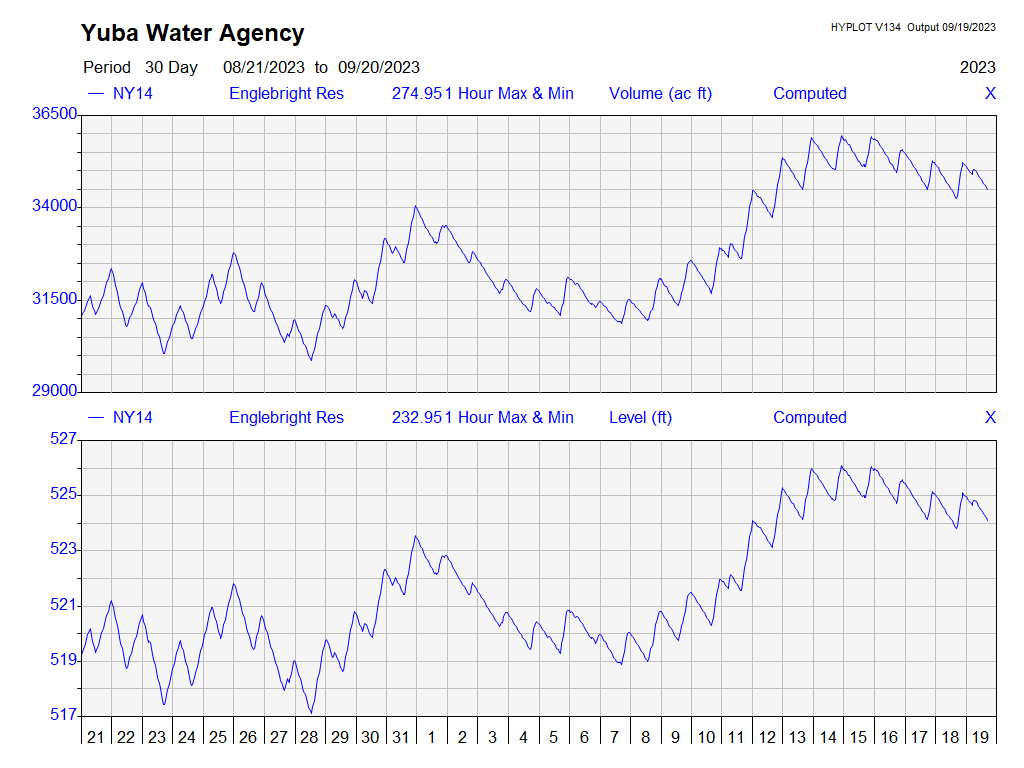 Yuba Water Agency
HYPLOT V134 Output 09/19/2023
Period 30 Day 08/21/2023 to 09/20/2023
2023
NY14 Englebright Res 274.951 Hour Max & Min Volume (ac ft) Computed X
36500
34000
31500
29000
NY14 Englebright Res 232.951 Hour Max & Min Level (ft) Computed X
527
525
523
521
519
517
21 22 23 24 25 26 27 28 29 30 31 1 2 3 4 5 6 7 8 9 10 11 12 13 14 15 16 17 18 19